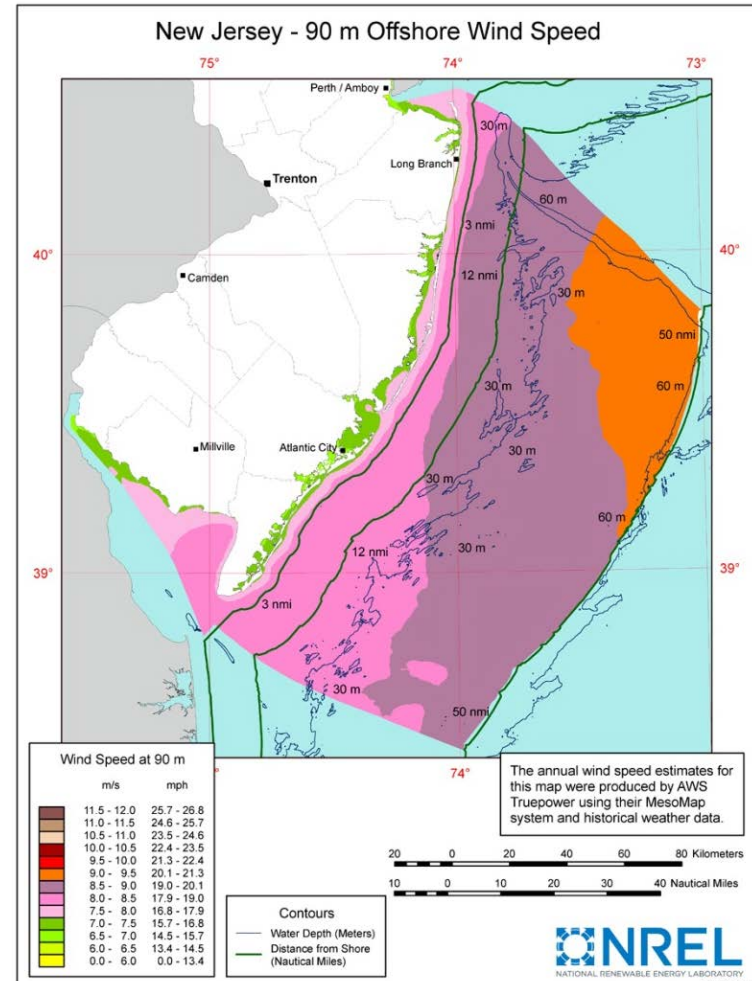 New Jersey - 90 m Offshore Wind Speed
75°
74°
73°
Perth / Amboy
30 m
Long Branch
Trenton
60 m
3 nmi
40°
40°
12 nmi
Camden
30 m
50 nmi
30 m
60 m
Millville
Atlantic City
30 m
30 m
60 m
30 m
12 nmi
39°
39°
3 nmi
30 m
50 nmi
74°
Wind Speed at 90 m
m/s mph
11.5 - 12.0 25.7 - 26.8
11.0 - 11.5 24.6 - 25.7
10.5 - 11.0 23.5 - 24.6
10.0 - 10.5 22.4 - 23.5
9.5 - 10.0 21.3 - 22.4
9.0 - 9.5 20.1 - 21.3
8.5 - 9.0 19.0 - 20.1
8.0 - 8.5 17.9 - 19.0
7.5 - 8.0 16.8 - 17.9
7.0 - 7.5 15.7 - 16.8
6.5 - 7.0 14.5 - 15.7
6.0 - 6.5 13.4 - 14.5
0.0 - 6.0 0.0 - 13.4
The annual wind speed estimates for
this map were produced by AWS
Truepower using their MesoMap
system and historical weather data.
20 0 20 40 60 80 Kilometers
10 0 10 20 30 40 Nautical Miles
Contours
Water Depth (Meters)
Distance from Shore
(Nautical Miles)
NREL
NATIONAL RENEWABLE ENERGY LABORATORY